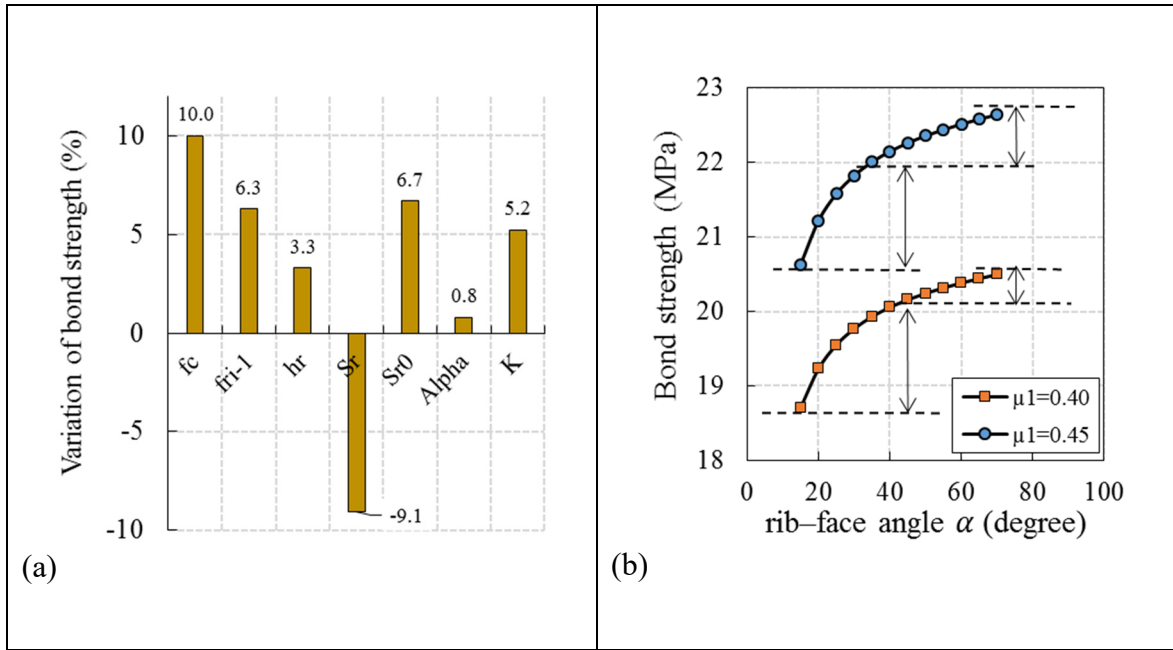 Variation of bond strength (%)
10
5
0
-5
-10
10.0
6.3
3.3
-9.1
6.7
0.8
5.2
fc
fri-1
hr
Sr
Sr0
Alpha
K
(a)
Bond strength (MPa)
23
22
21
20
19
18
μ1=0.40
μ1=0.45
0 20 40 60 80 100
rib–face angle α (degree)
(b)